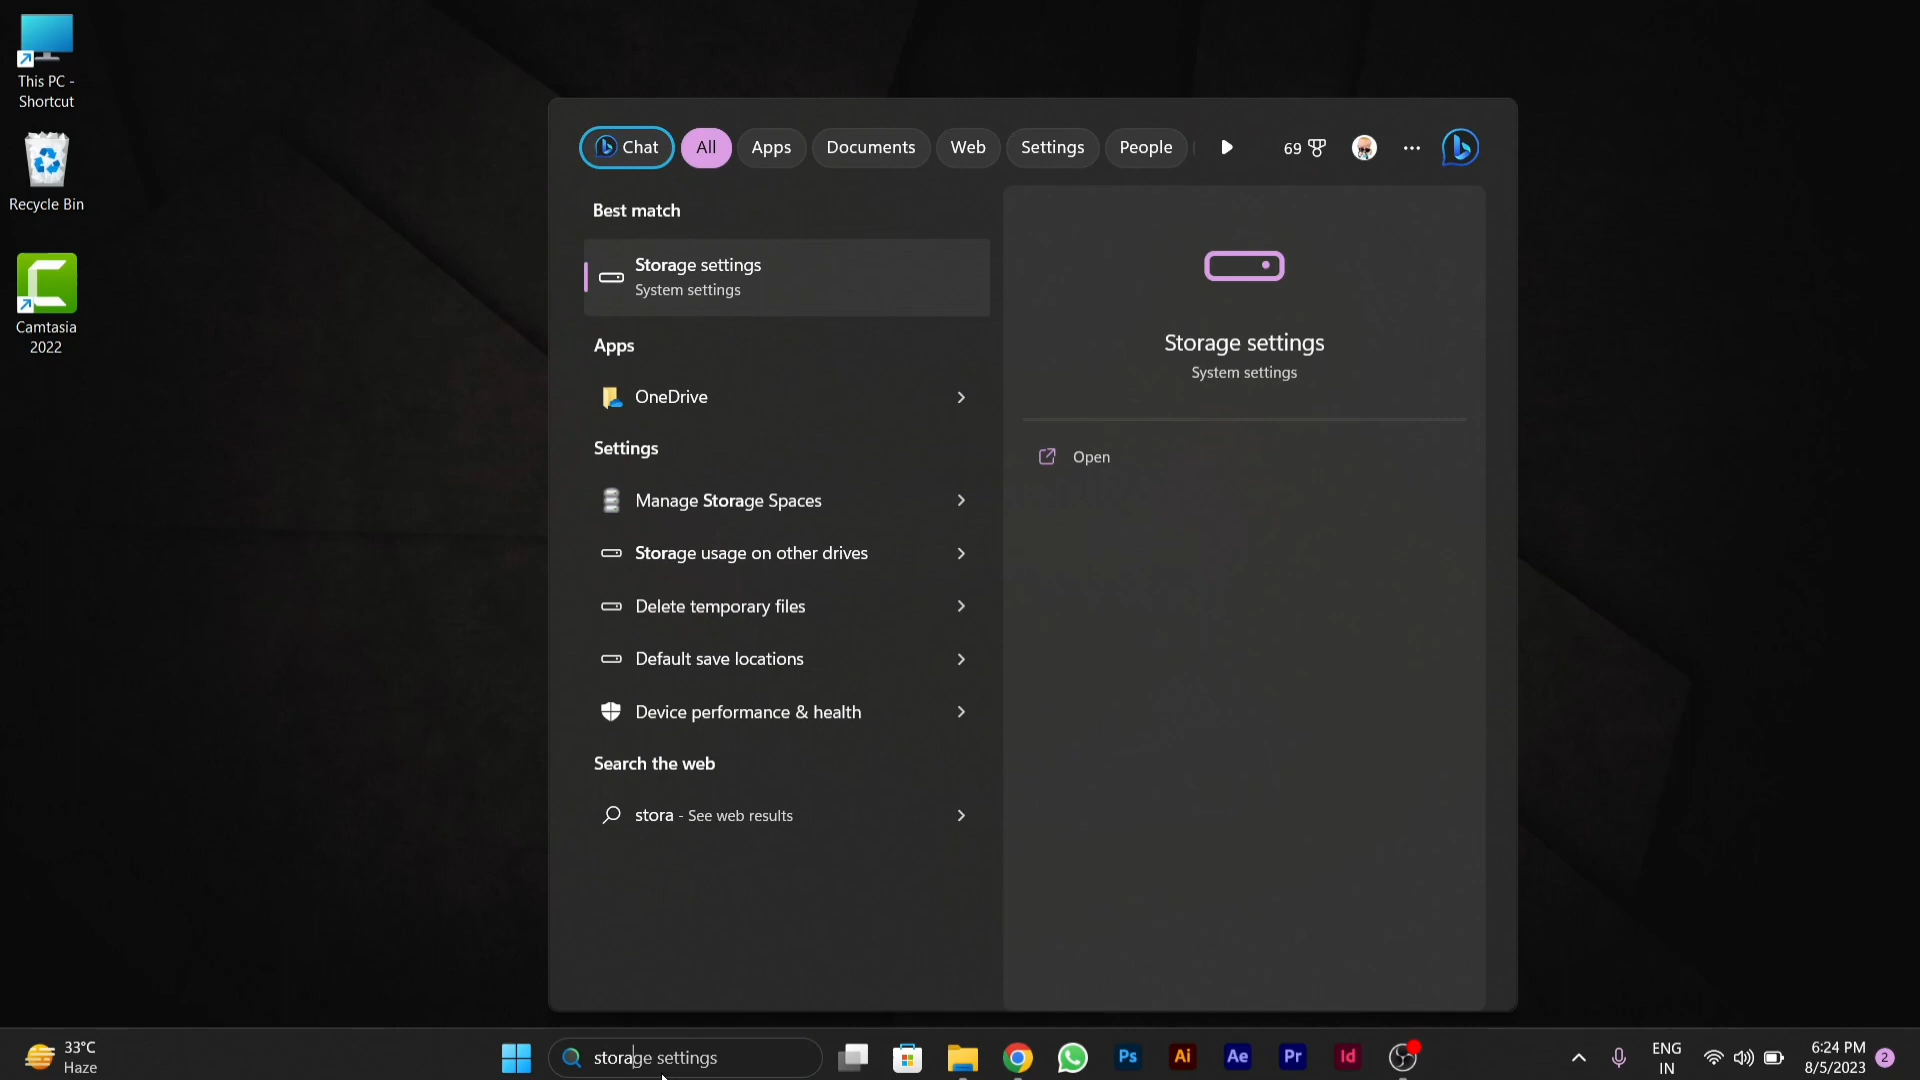 This PC -
Shortcut
Recycle Bin
Camtasia
2022
Chat
All
Apps
Documents
Web
Settings
People
69
Best match
Storage settings
System settings
Apps
OneDrive
Settings
Manage Storage Spaces
Storage usage on other drives
Delete temporary files
Default save locations
Device performance & health
Search the web
stora - See web results
Storage settings
System settings
Open
33°C
Haze
storage settings
Ps
Ai
Ae
Pr
Id
ENG
IN
6:24 PM
8/5/2023
2